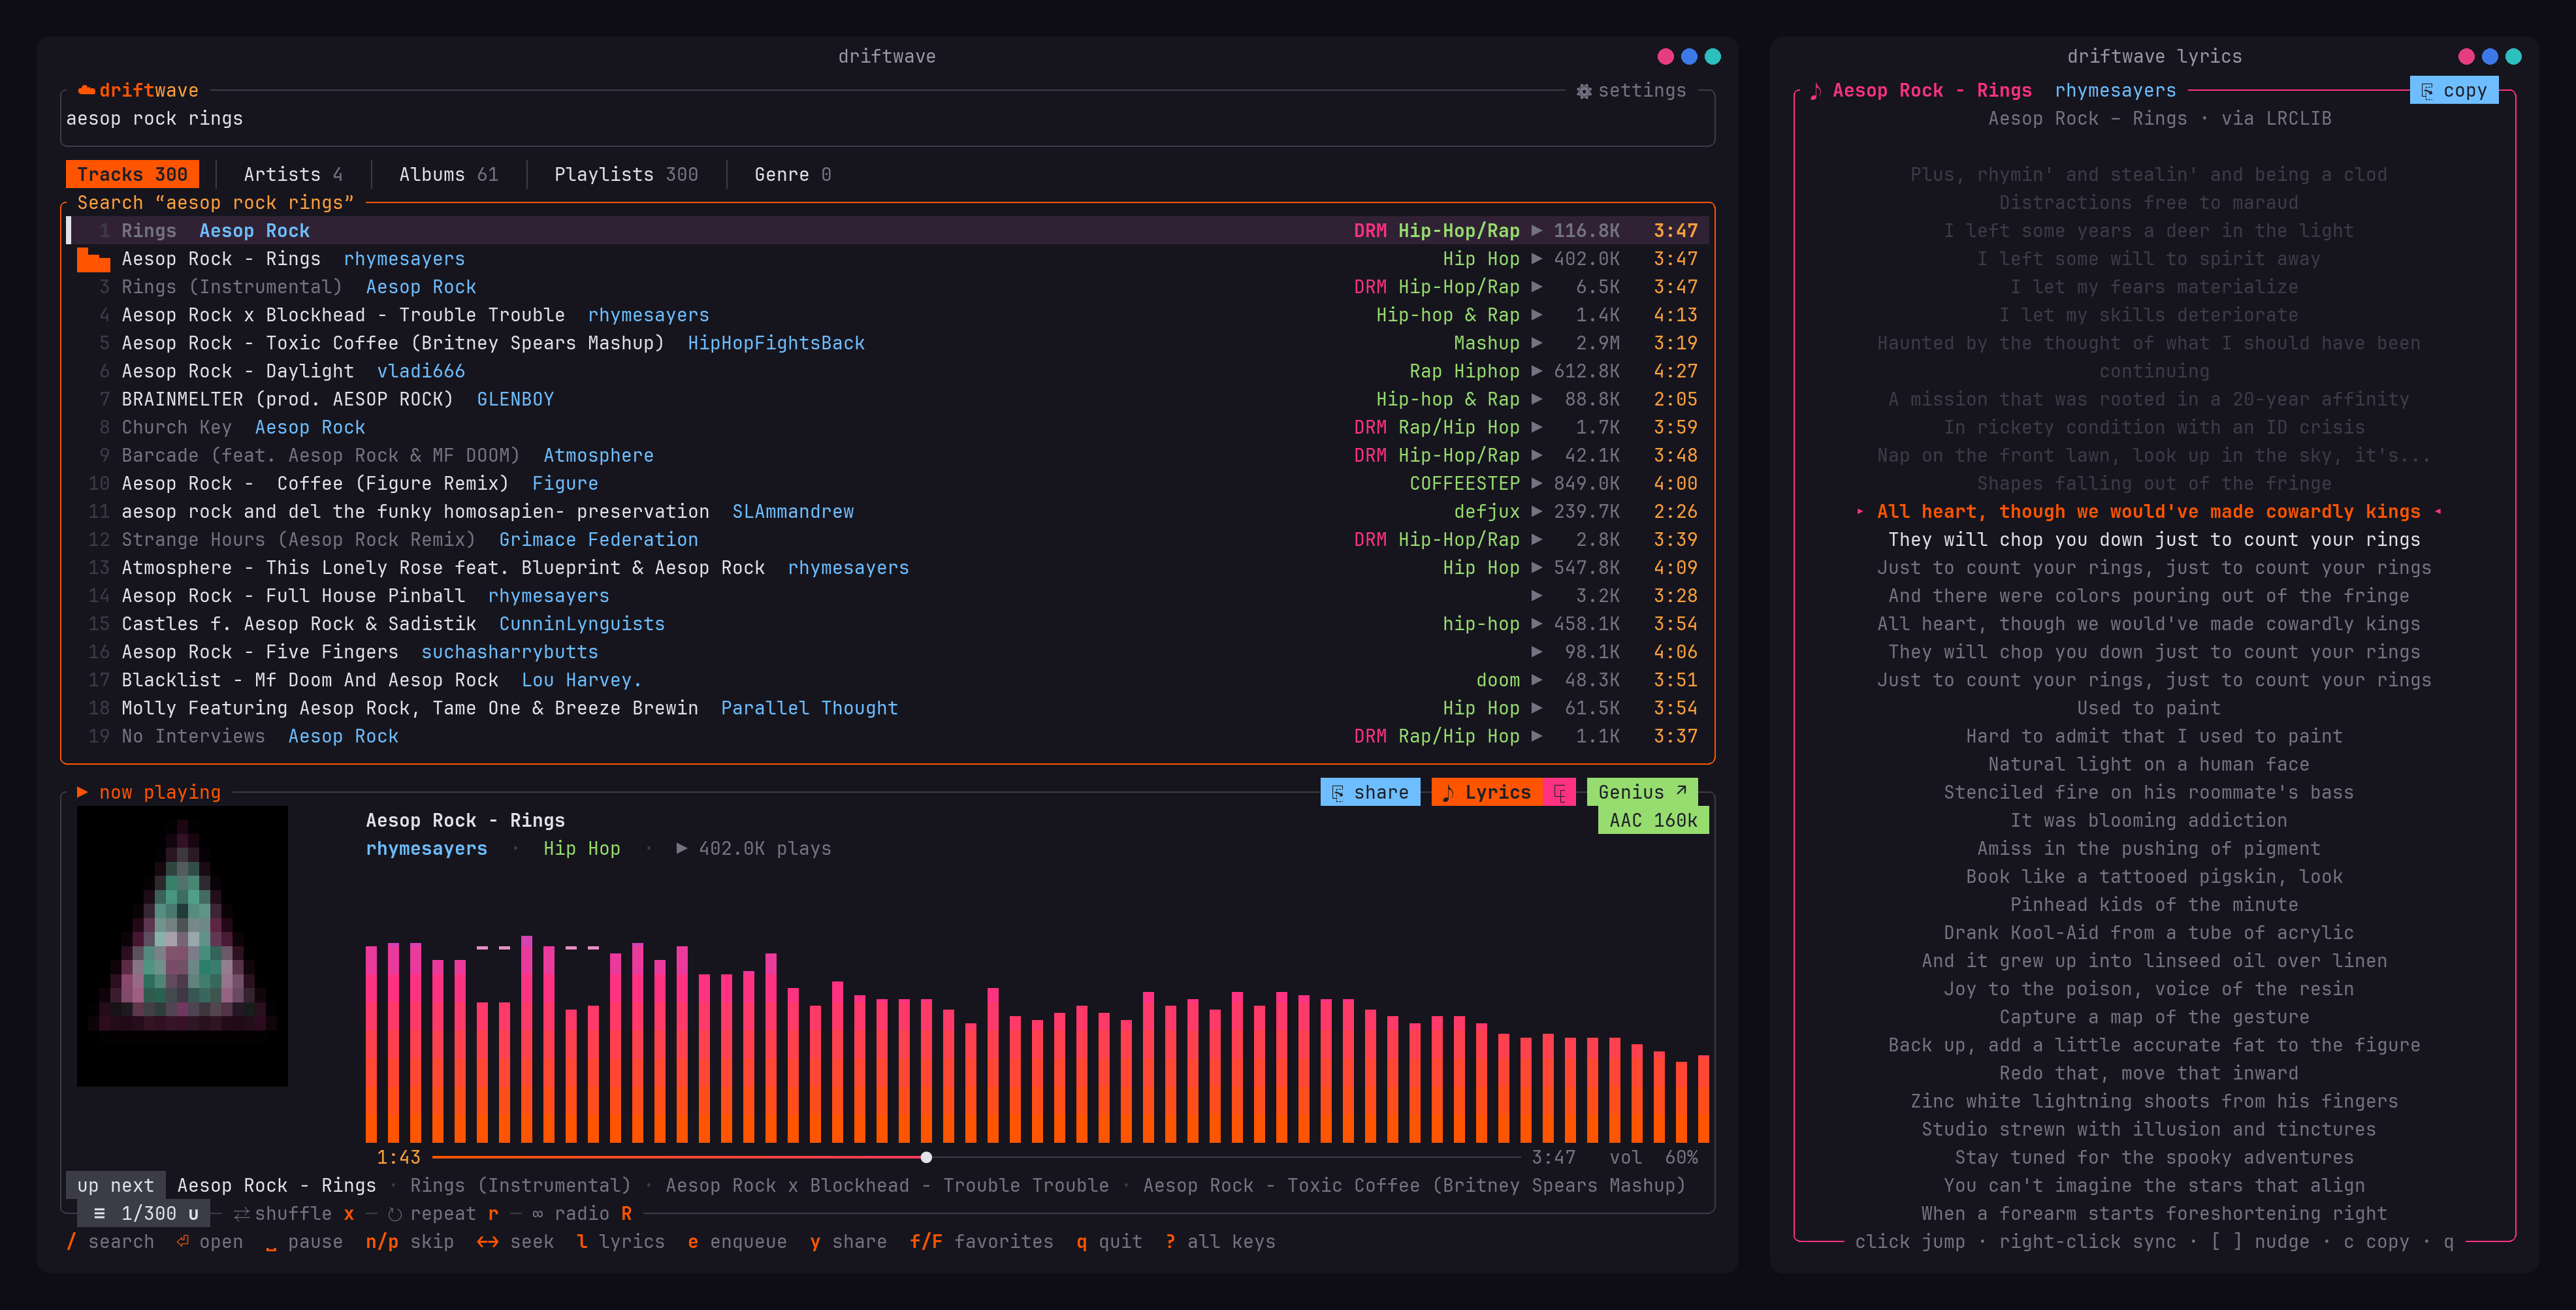 driftwave
driftwave settings
aesop rock rings
Tracks 300 Artists 4 Albums 61 Playlists 300 Genre 0
Search “aesop rock rings”
1 Rings Aesop Rock DRM Hip-Hop/Rap ▶ 116.8K 3:47
Aesop Rock - Rings rhymesayers Hip Hop ▶ 402.0K 3:47
3 Rings (Instrumental) Aesop Rock DRM Hip-Hop/Rap ▶ 6.5K 3:47
4 Aesop Rock x Blockhead - Trouble Trouble rhymesayers Hip-hop & Rap ▶ 1.4K 4:13
5 Aesop Rock - Toxic Coffee (Britney Spears Mashup) HipHopFightsBack Mashup ▶ 2.9M 3:19
6 Aesop Rock - Daylight vladi666 Rap Hiphop ▶ 612.8K 4:27
7 BRAINMELTER (prod. AESOP ROCK) GLENBOY Hip-hop & Rap ▶ 88.8K 2:05
8 Church Key Aesop Rock DRM Rap/Hip Hop ▶ 1.7K 3:59
9 Barcade (feat. Aesop Rock & MF DOOM) Atmosphere DRM Hip-Hop/Rap ▶ 42.1K 3:48
10 Aesop Rock -  Coffee (Figure Remix) Figure COFFEESTEP ▶ 849.0K 4:00
11 aesop rock and del the funky homosapien- preservation SLAmmandrew defjux ▶ 239.7K 2:26
12 Strange Hours (Aesop Rock Remix) Grimace Federation DRM Hip-Hop/Rap ▶ 2.8K 3:39
13 Atmosphere - This Lonely Rose feat. Blueprint & Aesop Rock rhymesayers Hip Hop ▶ 547.8K 4:09
14 Aesop Rock - Full House Pinball rhymesayers ▶ 3.2K 3:28
15 Castles f. Aesop Rock & Sadistik CunninLynguists hip-hop ▶ 458.1K 3:54
16 Aesop Rock - Five Fingers suchasharrybutts ▶ 98.1K 4:06
17 Blacklist - Mf Doom And Aesop Rock Lou Harvey. doom ▶ 48.3K 3:51
18 Molly Featuring Aesop Rock, Tame One & Breeze Brewin Parallel Thought Hip Hop ▶ 61.5K 3:54
19 No Interviews Aesop Rock DRM Rap/Hip Hop ▶ 1.1K 3:37
▶ now playing share ♪ Lyrics Genius ↗
Aesop Rock - Rings AAC 160k
rhymesayers · Hip Hop · ▶ 402.0K plays
1:43 3:47 vol 60%
up next Aesop Rock - Rings · Rings (Instrumental) · Aesop Rock x Blockhead - Trouble Trouble · Aesop Rock - Toxic Coffee (Britney Spears Mashup)
≡ 1/300 u ⇄ shuffle x ↻ repeat r ∞ radio R
/ search ⏎ open ␣ pause n/p skip ↔ seek l lyrics e enqueue y share f/F favorites q quit ? all keys
driftwave lyrics
♪ Aesop Rock - Rings rhymesayers copy
Aesop Rock – Rings · via LRCLIB
Plus, rhymin' and stealin' and being a clod
Distractions free to maraud
I left some years a deer in the light
I left some will to spirit away
I let my fears materialize
I let my skills deteriorate
Haunted by the thought of what I should have been
continuing
A mission that was rooted in a 20-year affinity
In rickety condition with an ID crisis
Nap on the front lawn, look up in the sky, it's...
Shapes falling out of the fringe
▸ All heart, though we would've made cowardly kings ◂
They will chop you down just to count your rings
Just to count your rings, just to count your rings
And there were colors pouring out of the fringe
All heart, though we would've made cowardly kings
They will chop you down just to count your rings
Just to count your rings, just to count your rings
Used to paint
Hard to admit that I used to paint
Natural light on a human face
Stenciled fire on his roommate's bass
It was blooming addiction
Amiss in the pushing of pigment
Book like a tattooed pigskin, look
Pinhead kids of the minute
Drank Kool-Aid from a tube of acrylic
And it grew up into linseed oil over linen
Joy to the poison, voice of the resin
Capture a map of the gesture
Back up, add a little accurate fat to the figure
Redo that, move that inward
Zinc white lightning shoots from his fingers
Studio strewn with illusion and tinctures
Stay tuned for the spooky adventures
You can't imagine the stars that align
When a forearm starts foreshortening right
click jump · right-click sync · [ ] nudge · c copy · q